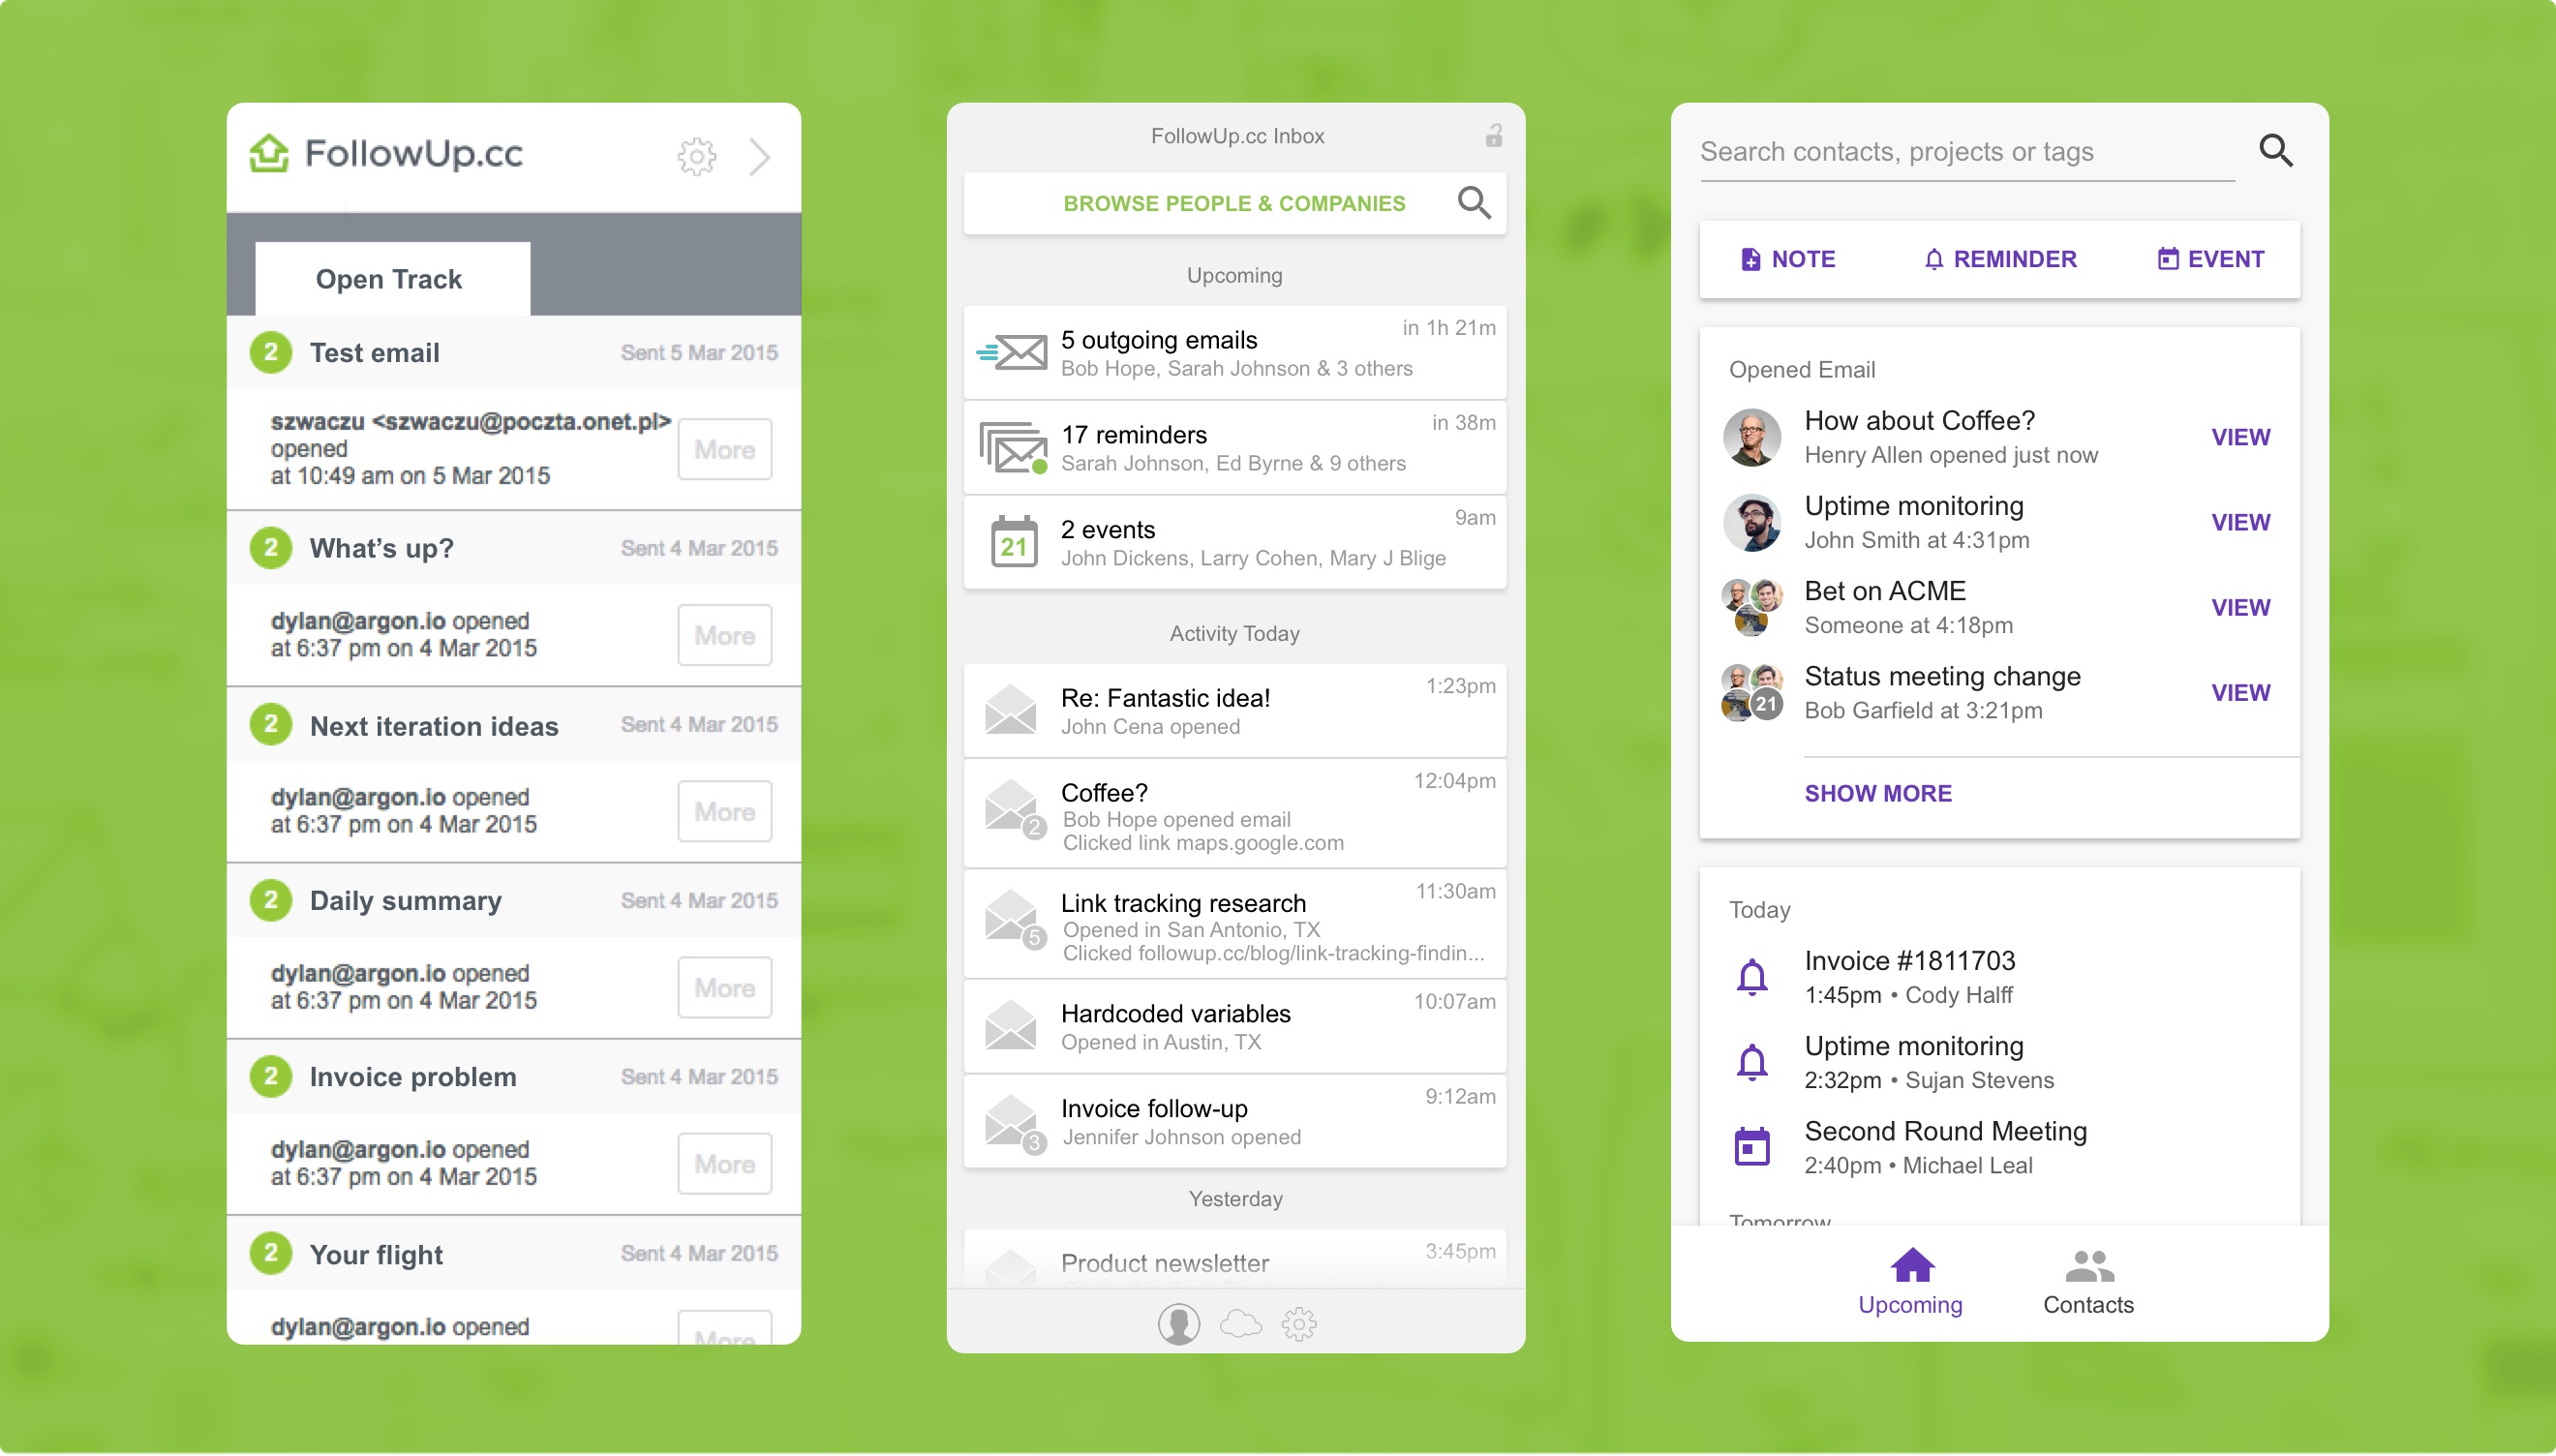 FollowUp.cc
Open Track
2 Test email Sent 5 Mar 2015
szwaczu <szwaczu@poczta.onet.pl>
opened
at 10:49 am on 5 Mar 2015
More
2 What's up? Sent 4 Mar 2015
dylan@argon.io opened
at 6:37 pm on 4 Mar 2015
More
2 Next iteration ideas Sent 4 Mar 2015
dylan@argon.io opened
at 6:37 pm on 4 Mar 2015
More
2 Daily summary Sent 4 Mar 2015
dylan@argon.io opened
at 6:37 pm on 4 Mar 2015
More
2 Invoice problem Sent 4 Mar 2015
dylan@argon.io opened
at 6:37 pm on 4 Mar 2015
More
2 Your flight Sent 4 Mar 2015
dylan@argon.io opened
More
FollowUp.cc Inbox
BROWSE PEOPLE & COMPANIES
Upcoming
5 outgoing emails in 1h 21m
Bob Hope, Sarah Johnson & 3 others
17 reminders in 38m
Sarah Johnson, Ed Byrne & 9 others
21
2 events 9am
John Dickens, Larry Cohen, Mary J Blige
Activity Today
Re: Fantastic idea! 1:23pm
John Cena opened
Coffee? 12:04pm
2
Bob Hope opened email
Clicked link maps.google.com
Link tracking research 11:30am
5
Opened in San Antonio, TX
Clicked followup.cc/blog/link-tracking-findin...
Hardcoded variables 10:07am
Opened in Austin, TX
Invoice follow-up 9:12am
3
Jennifer Johnson opened
Yesterday
Product newsletter 3:45pm
Search contacts, projects or tags
NOTE REMINDER EVENT
Opened Email
How about Coffee?
Henry Allen opened just now
VIEW
Uptime monitoring
John Smith at 4:31pm
VIEW
Bet on ACME
Someone at 4:18pm
VIEW
Status meeting change
21
Bob Garfield at 3:21pm
VIEW
SHOW MORE
Today
Invoice #1811703
1:45pm • Cody Halff
Uptime monitoring
2:32pm • Sujan Stevens
Second Round Meeting
2:40pm • Michael Leal
Tomorrow
Upcoming Contacts